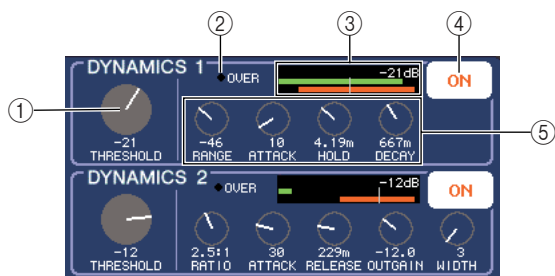 ② ③ ④
DYNAMICS 1
OVER
-21dB
ON
①
⑤
-21 -46 10 4.19m 667m
THRESHOLD RANGE ATTACK HOLD DECAY
DYNAMICS 2
OVER
-12dB
ON
-12 2.5:1 30 229m -12.0 3
THRESHOLD RATIO ATTACK RELEASE OUTGAIN WIDTH